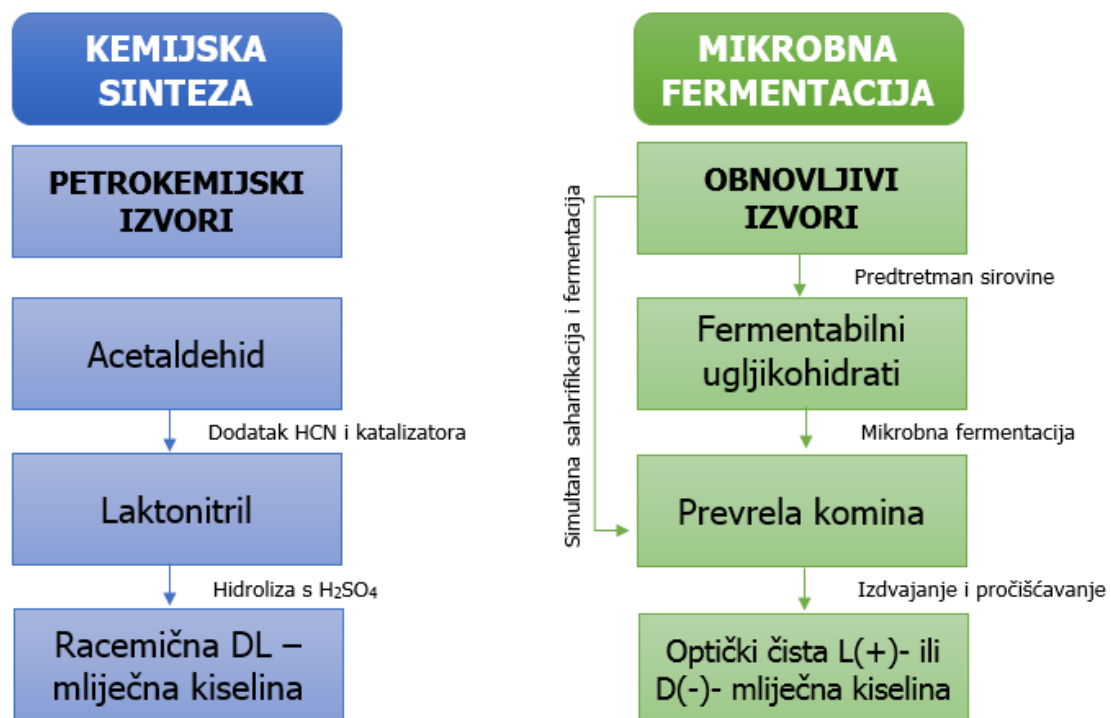 KEMIJSKA
SINTEZA
PETROKEMIJSKI
IZVORI
Acetaldehid
Dodatak HCN i katalizatora
Laktonitril
Hidroliza s H₂SO₄
Racemična DL –
mliječna kiselina
MIKROBNA
FERMENTACIJA
OBNOVLJIVI
IZVORI
Predtretman sirovine
Simultana saharifikacija i fermentacija
Fermentabilni
ugljikohidrati
Mikrobna fermentacija
Prevrela komina
Izdvajanje i pročišćavanje
Optički čista L(+)- ili
D(-)- mliječna kiselina